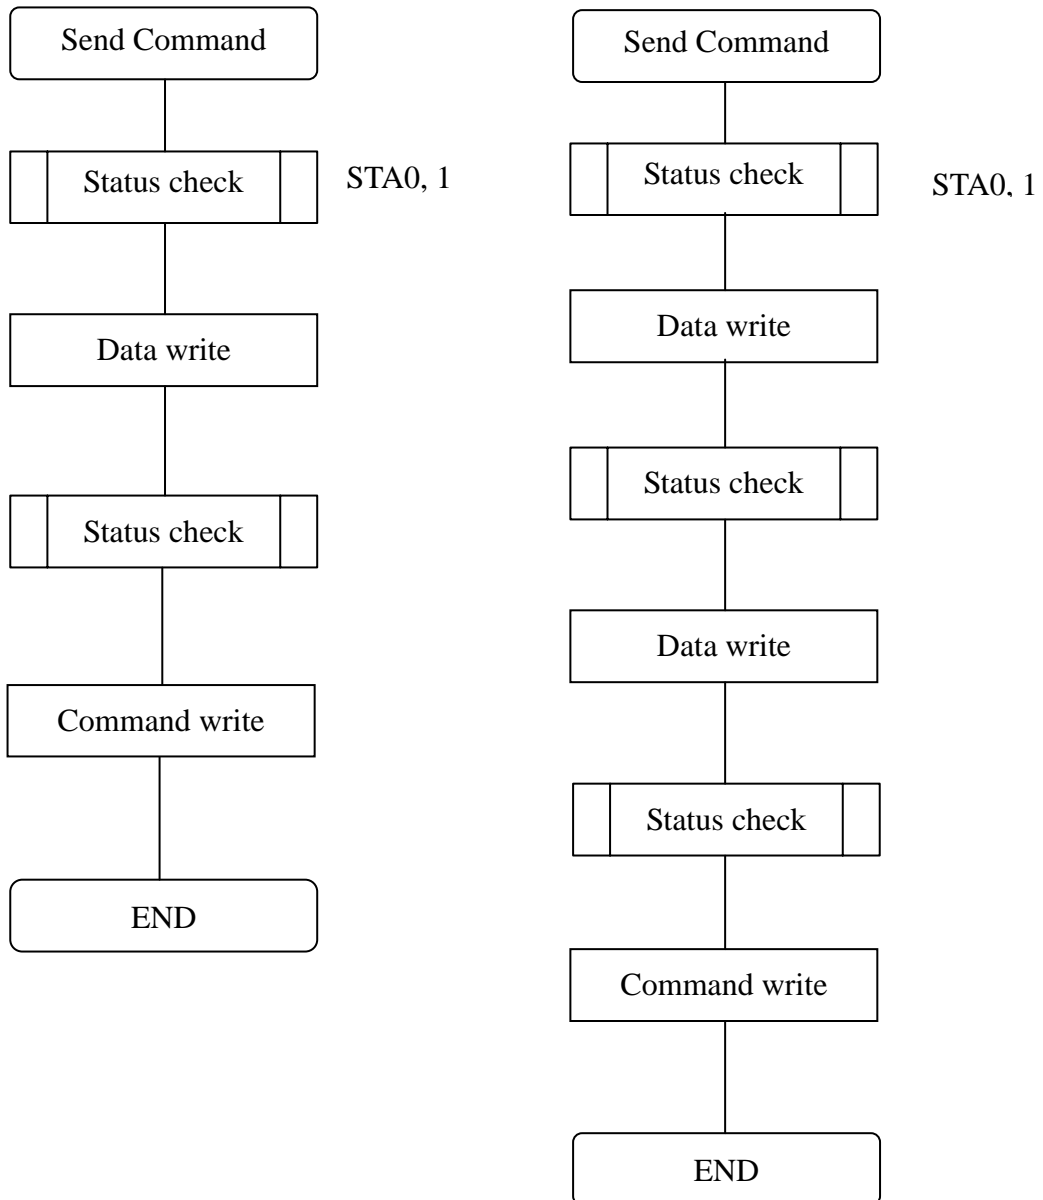 Send Command
Status check
STA0, 1
Data write
Status check
Command write
END
Send Command
Status check
STA0, 1
Data write
Status check
Data write
Status check
Command write
END